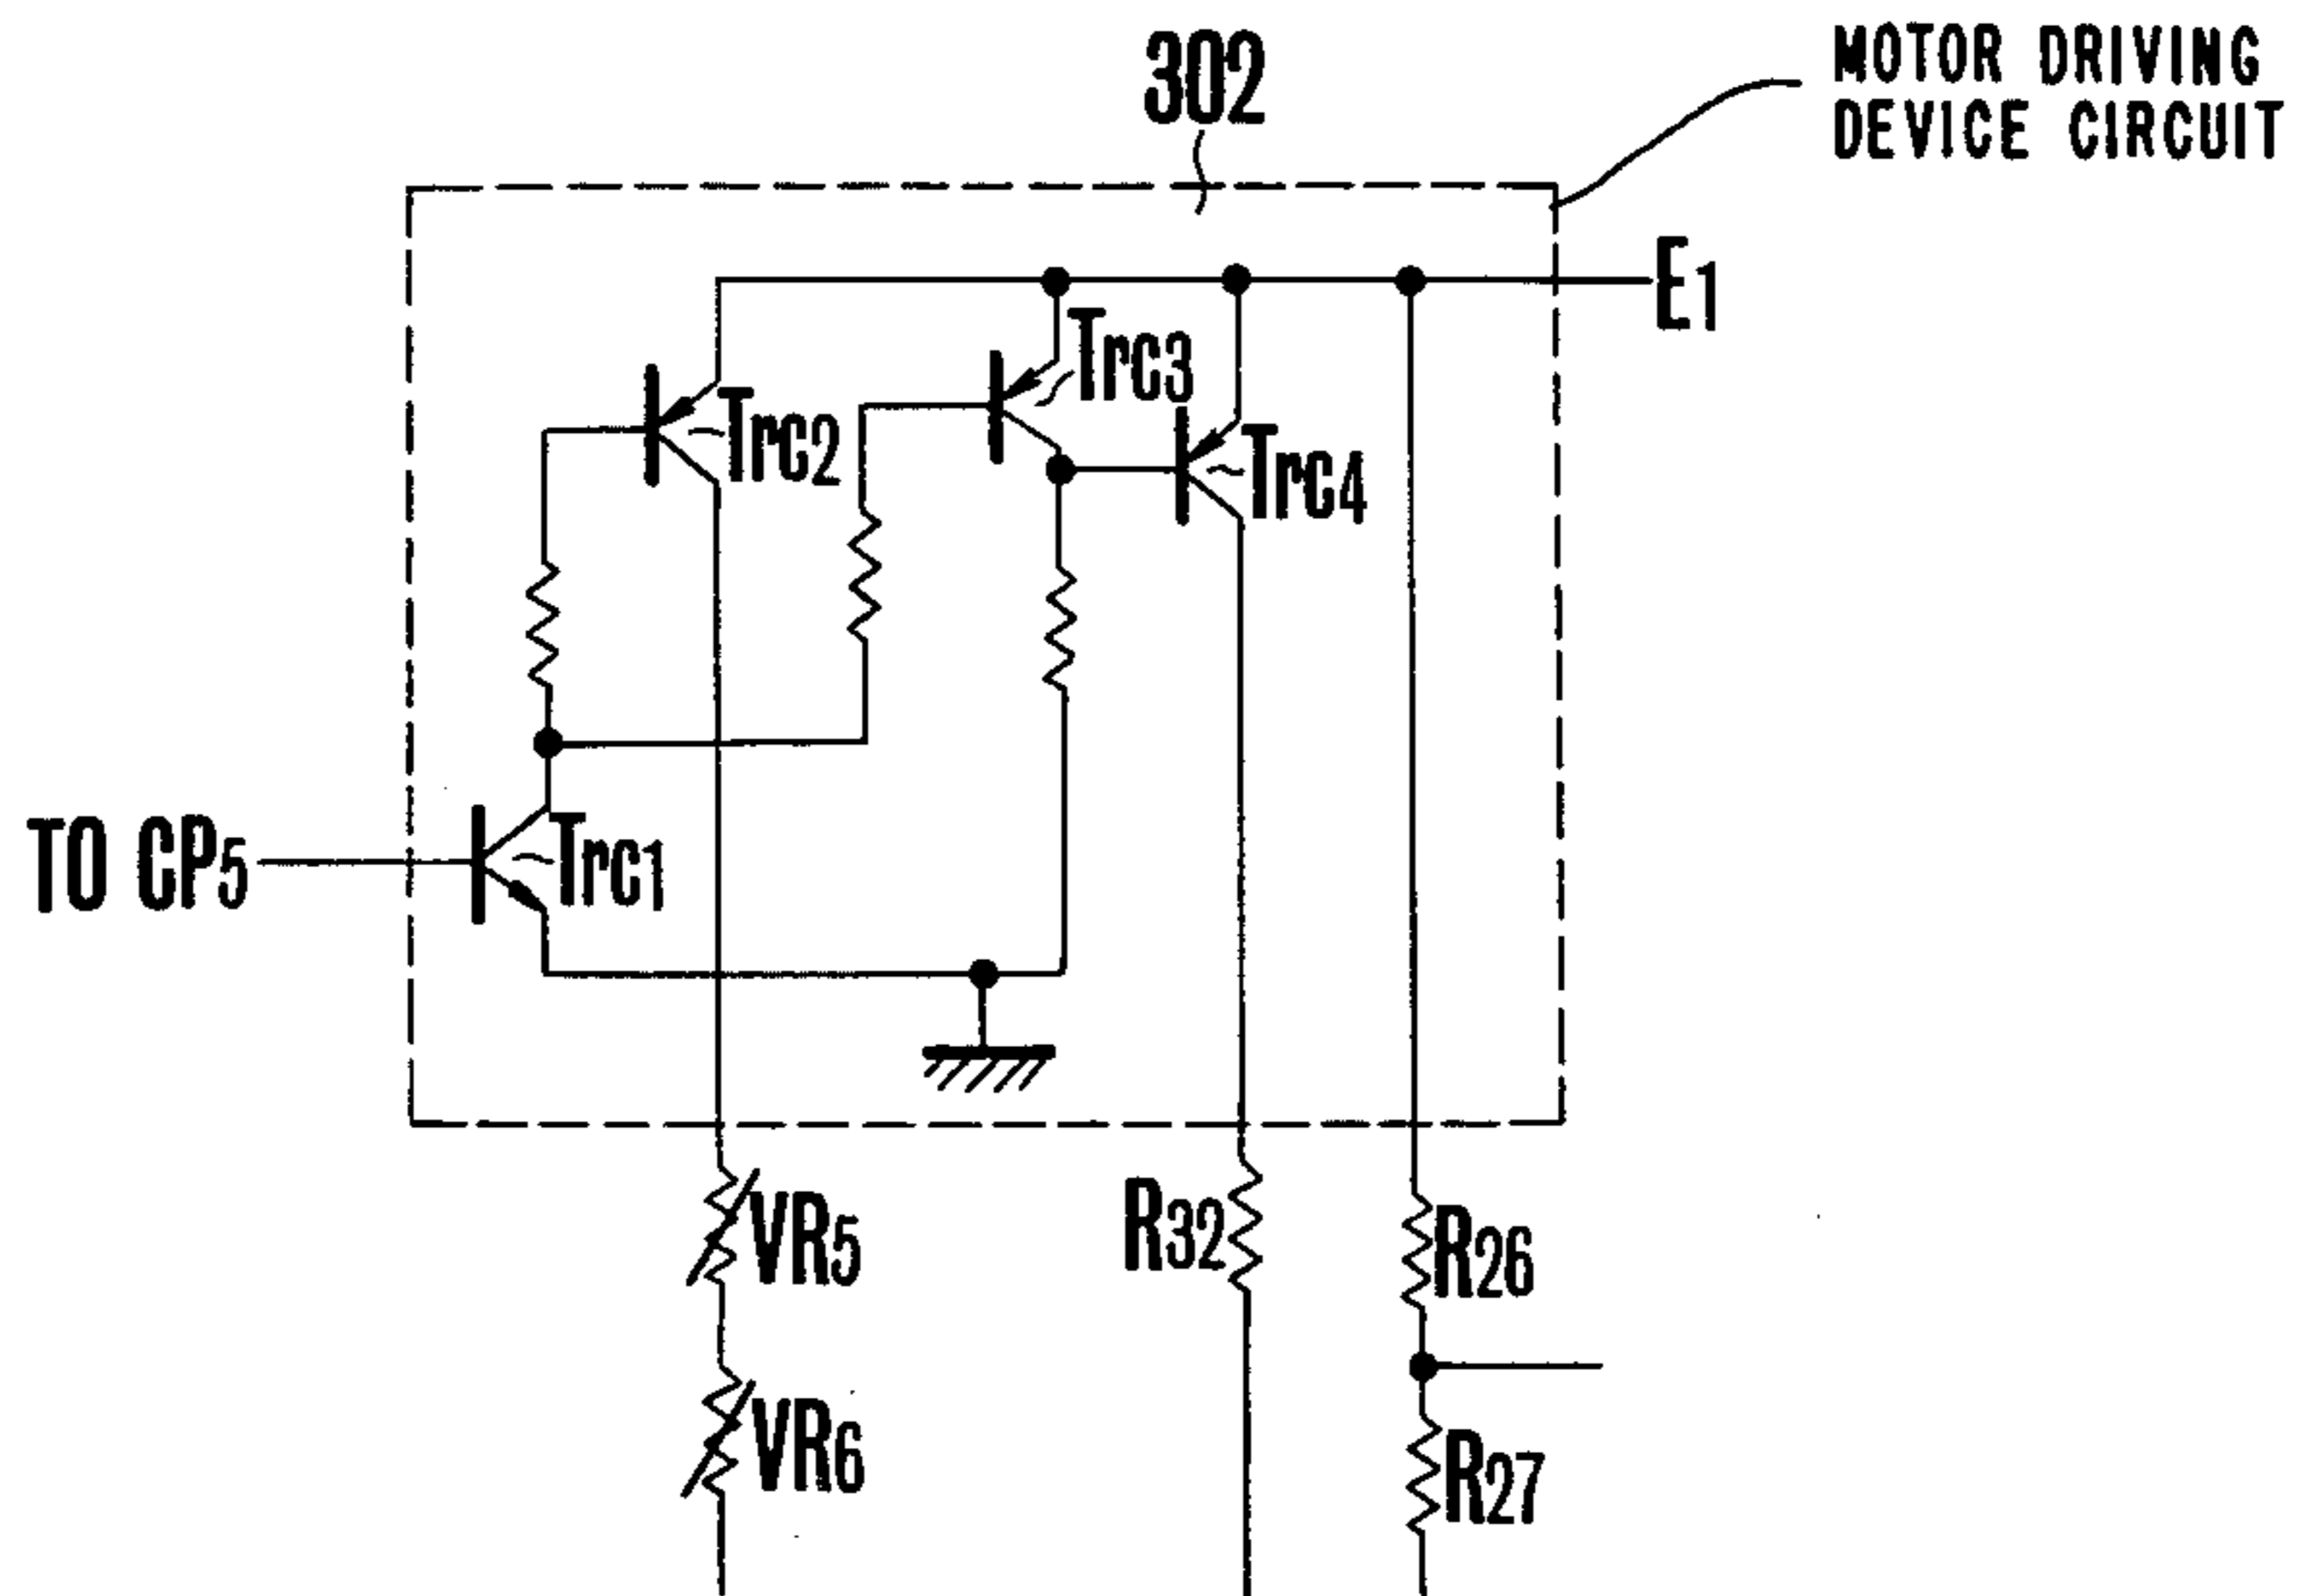 302
MOTOR DRIVING
DEVICE CIRCUIT
E1
Trc3
Trc2
Trc4
TO CP5
Trc1
VR5
R32
R26
VR6
R27